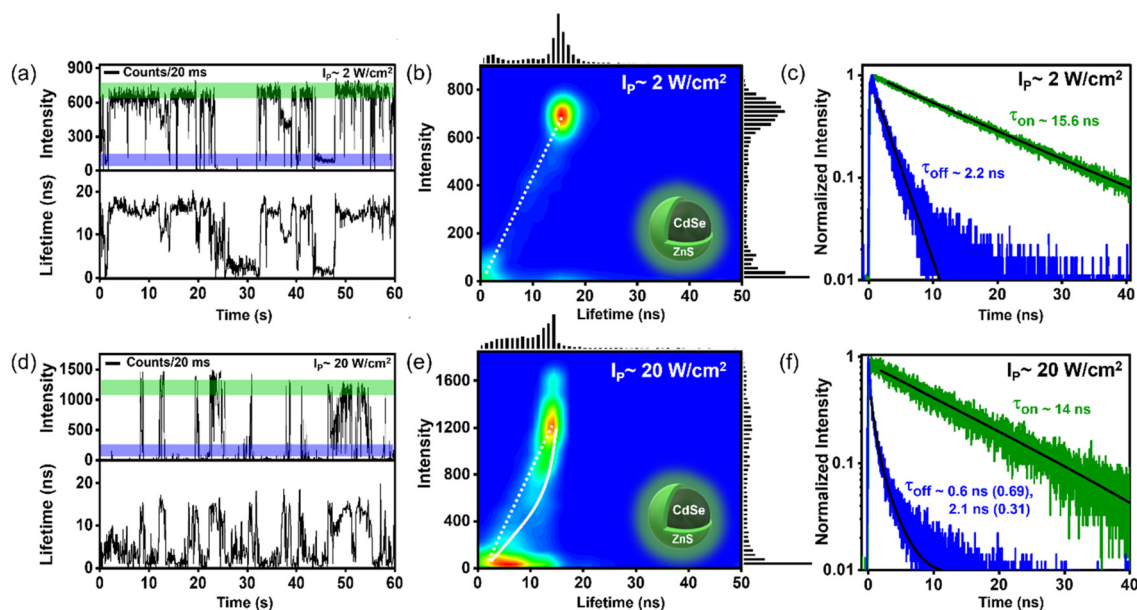 (a)
Counts/20 ms
I_P~ 2 W/cm²
Intensity
900
600
300
0
Lifetime (ns)
20
10
0
0 10 20 30 40 50 60
Time (s)
(b)
I_P~ 2 W/cm²
Intensity
800
600
400
200
0
CdSe
ZnS
0 10 20 30 40 50
Lifetime (ns)
(c)
I_P~ 2 W/cm²
Normalized Intensity
1
0.1
0.01
τ_on ~ 15.6 ns
τ_off ~ 2.2 ns
0 10 20 30 40
Time (ns)
(d)
Counts/20 ms
I_P~ 20 W/cm²
Intensity
1500
1000
500
0
Lifetime (ns)
20
10
0
0 10 20 30 40 50 60
Time (s)
(e)
I_P~ 20 W/cm²
Intensity
1600
1200
800
400
0
CdSe
ZnS
0 10 20 30 40 50
Lifetime (ns)
(f)
I_P~ 20 W/cm²
Normalized Intensity
1
0.1
0.01
τ_on ~ 14 ns
τ_off ~ 0.6 ns (0.69),
2.1 ns (0.31)
0 10 20 30 40
Time (ns)